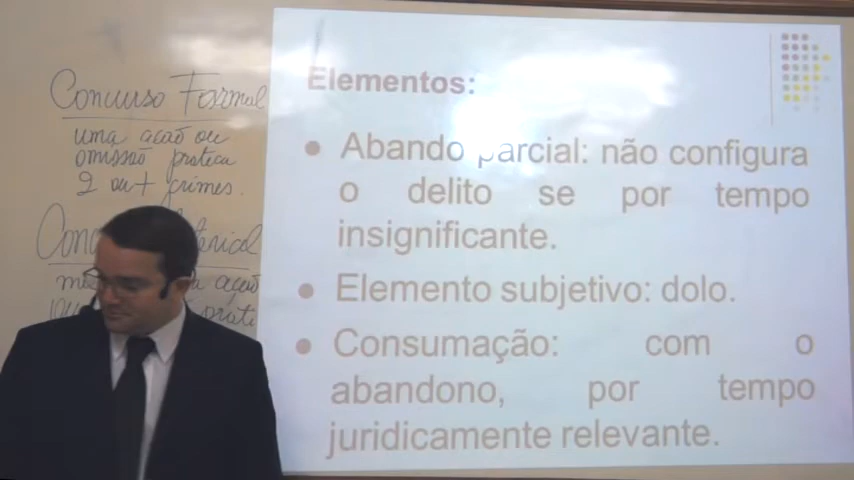 Concurso Formal
uma ação ou
omissão pratica
2 ou + crimes.
ação
Elementos:
Abando parcial: não configura
o delito se por tempo
insignificante.
Elemento subjetivo: dolo.
Consumação: com o
abandono, por tempo
juridicamente relevante.